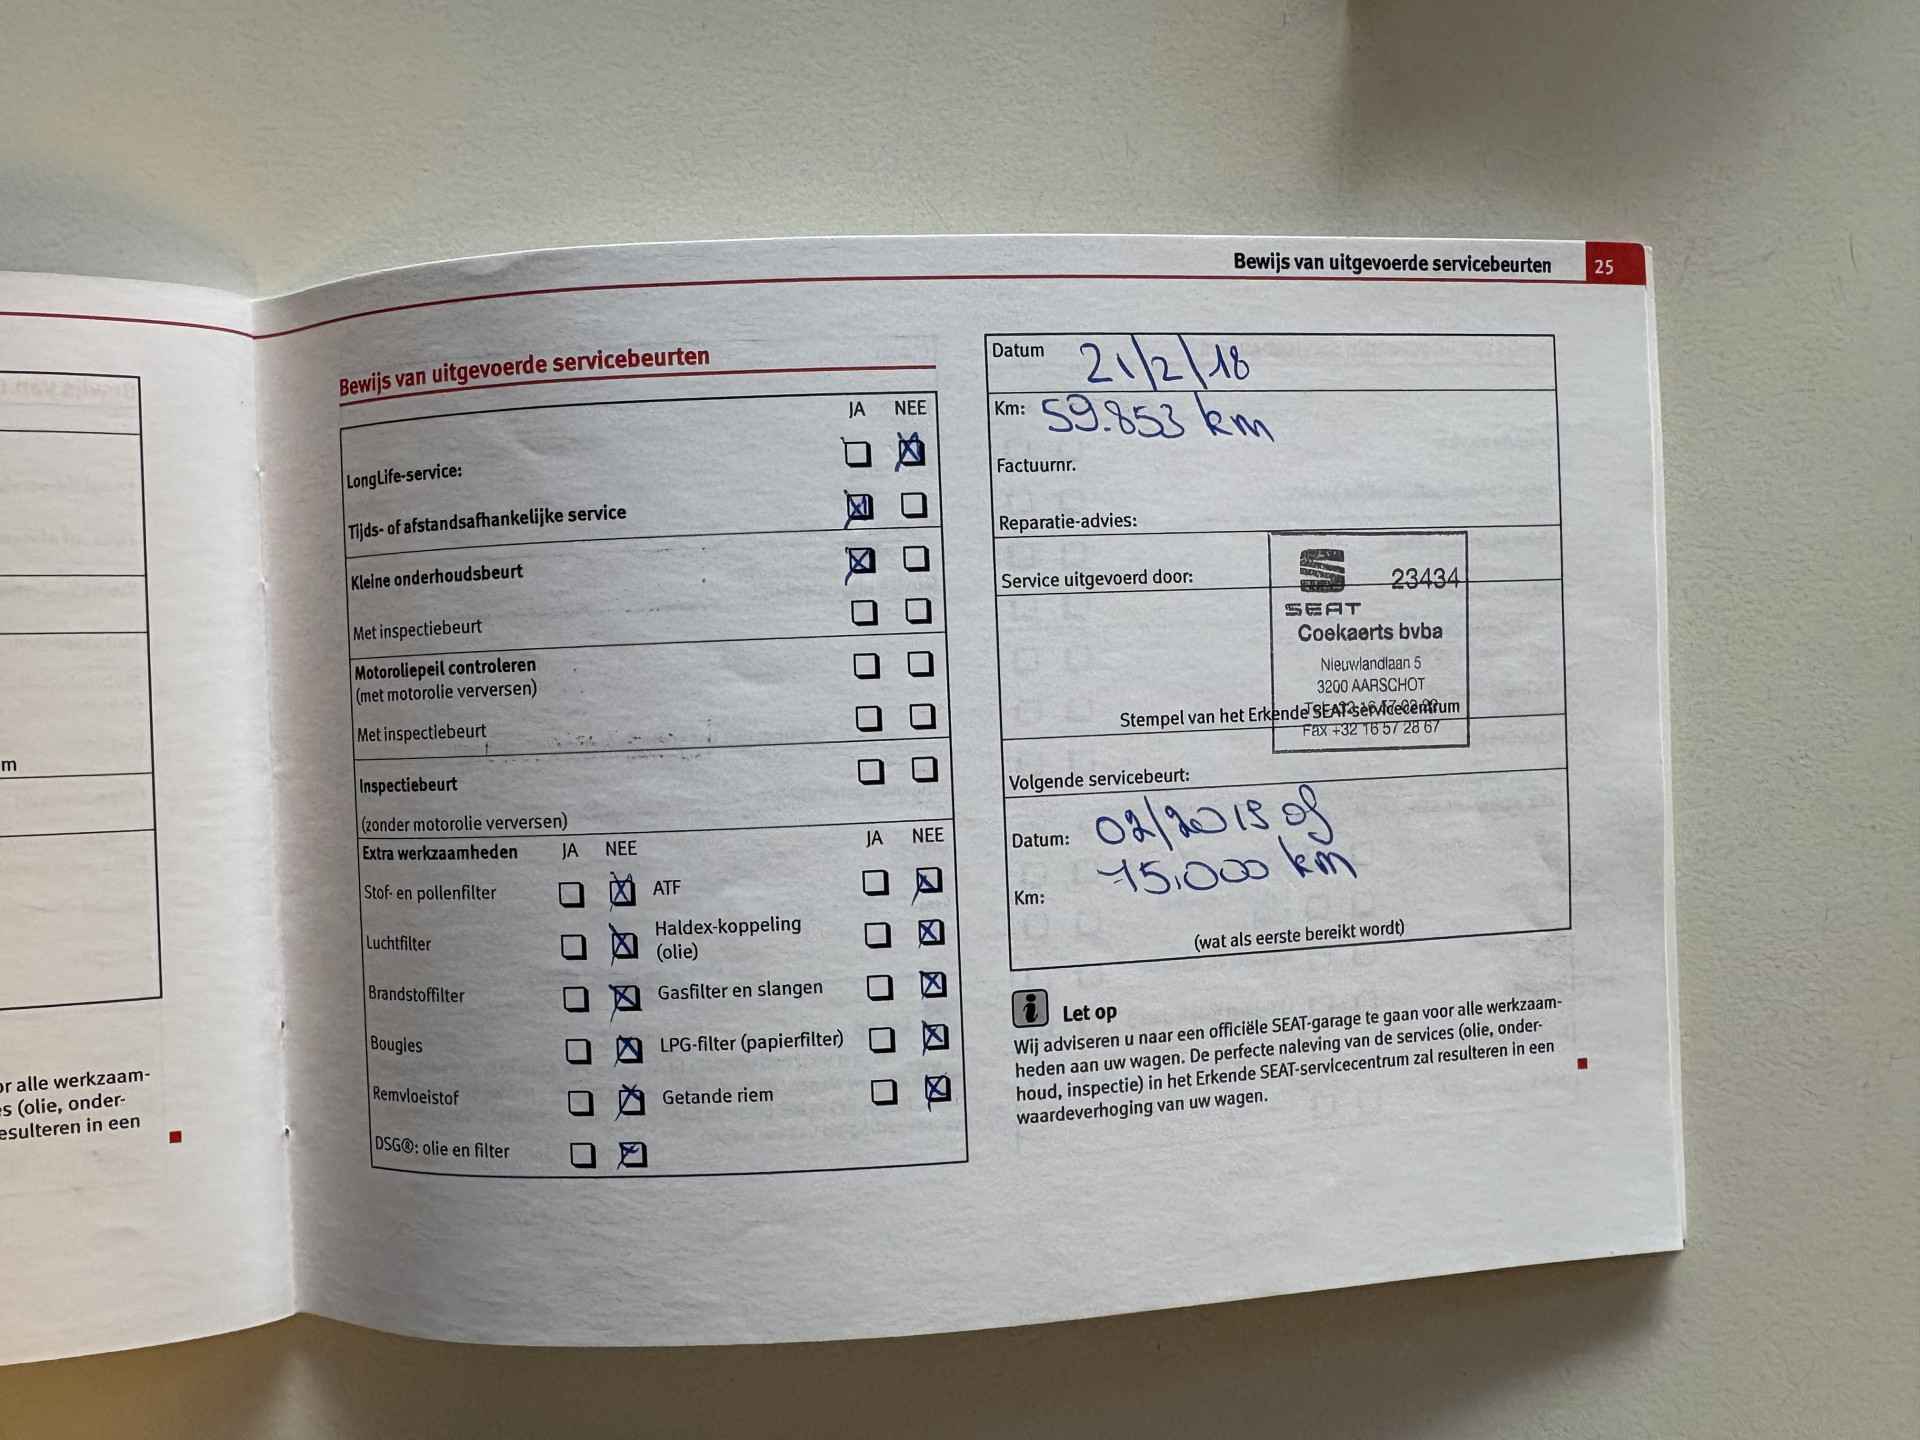 Bewijs van uitgevoerde servicebeurten 25
m
or alle werkzaam-
es (olie, onder-
esulteren in een
Bewijs van uitgevoerde servicebeurten
JA NEE
LongLife-service:
Tijds- of afstandsafhankelijke service
Kleine onderhoudsbeurt
Met inspectiebeurt
Motoroliepeil controleren
(met motorolie verversen)
Met inspectiebeurt
Inspectiebeurt
(zonder motorolie verversen)
Extra werkzaamheden JA NEE JA NEE
Stof- en pollenfilter ATF
Luchtfilter Haldex-koppeling
(olie)
Brandstoffilter Gasfilter en slangen
Bougies LPG-filter (papierfilter)
Remvloeistof Getande riem
DSG®: olie en filter
Datum 21/2/18
Km: 59.853 km
Factuurnr.
Reparatie-advies:
Service uitgevoerd door:
23434
SEAT
Coekaerts bvba
Nieuwlandlaan 5
3200 AARSCHOT
Stempel van het Erkende SEAT-servicecentrum
Fax +32 16 57 28 67
Volgende servicebeurt:
Datum: 02/2019 of
Km: 75.000 km
(wat als eerste bereikt wordt)
Let op
Wij adviseren u naar een officiële SEAT-garage te gaan voor alle werkzaam-
heden aan uw wagen. De perfecte naleving van de services (olie, onder-
houd, inspectie) in het Erkende SEAT-servicecentrum zal resulteren in een
waardeverhoging van uw wagen.